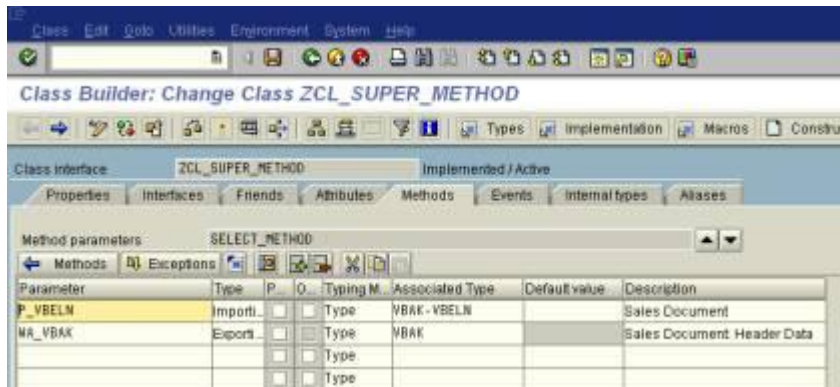 Class Edit Goto Utilities Environment System Help
Class Builder: Change Class ZCL_SUPER_METHOD
Types Implementation Macros Constru
Class interface ZCL_SUPER_METHOD Implemented / Active
Properties Interfaces Friends Attributes Methods Events Internal types Aliases
Method parameters SELECT_METHOD
Methods Exceptions
Parameter Type P... O... Typing M... Associated Type Default value Description
P_VBELN Importi... Type VBAK-VBELN Sales Document
WA_VBAK Exporti... Type VBAK Sales Document: Header Data
Type
Type